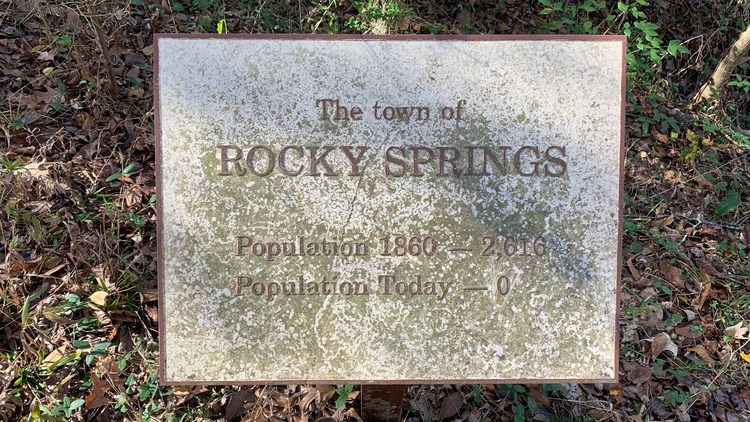 The town of
ROCKY SPRINGS
Population 1860 — 2,616
Population Today — 0